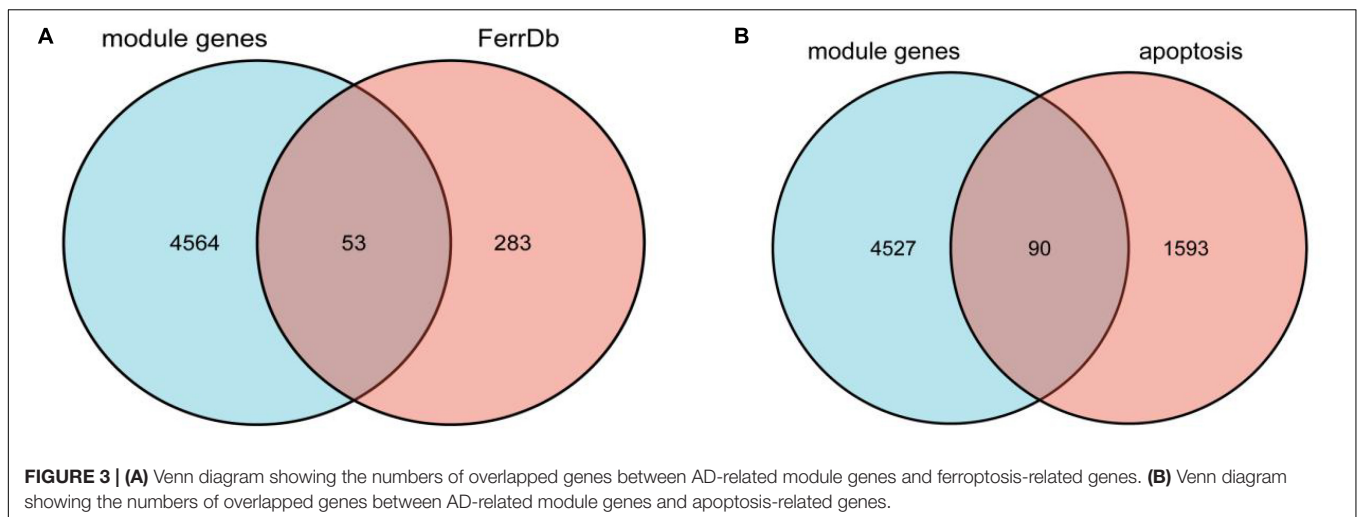 A
module genes
FerrDb
4564
53
283
B
module genes
apoptosis
4527
90
1593
FIGURE 3 | (A) Venn diagram showing the numbers of overlapped genes between AD-related module genes and ferroptosis-related genes. (B) Venn diagram
showing the numbers of overlapped genes between AD-related module genes and apoptosis-related genes.